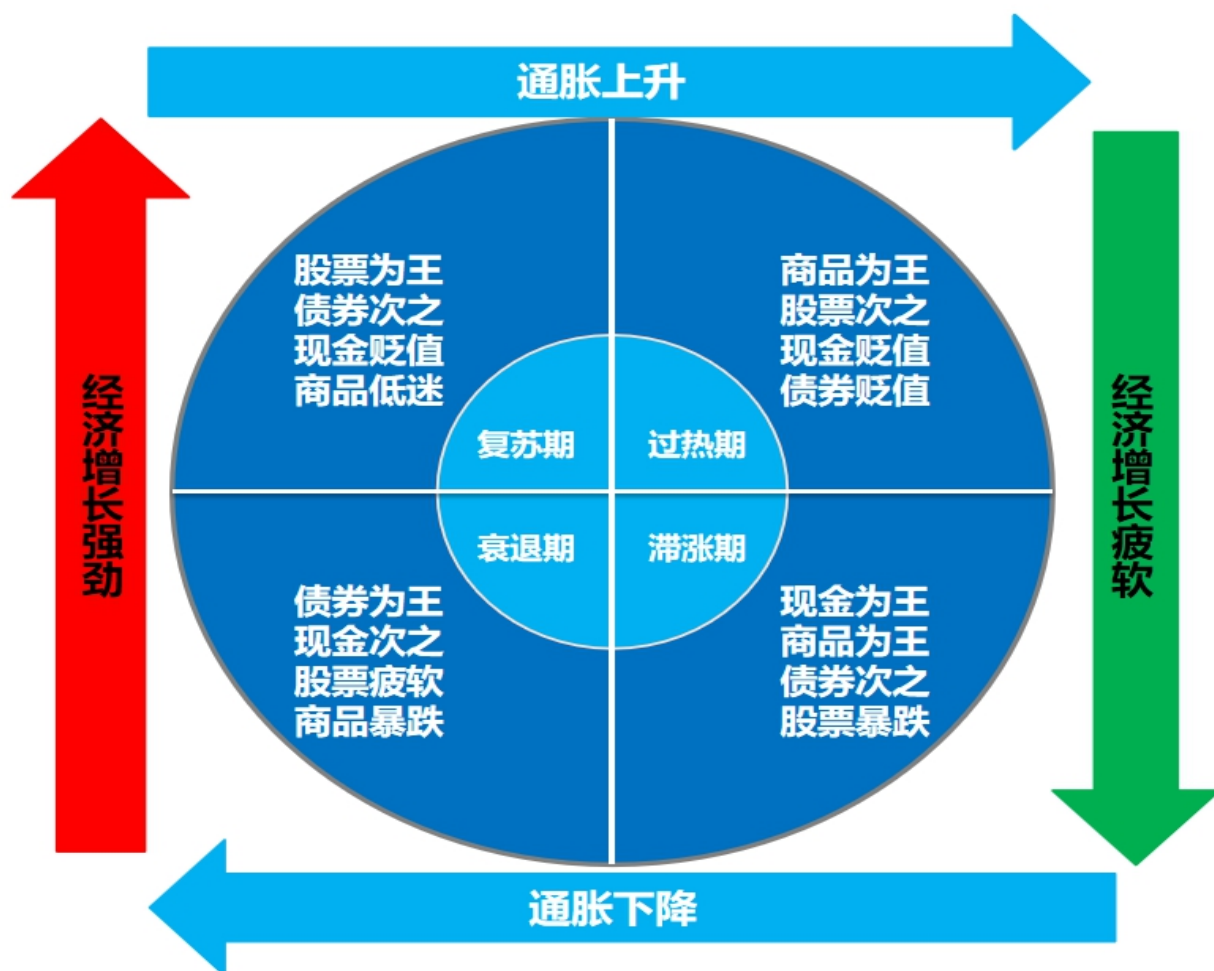 通胀上升
经济增长强劲
股票为王
债券次之
现金贬值
商品低迷
商品为王
股票次之
现金贬值
债券贬值
复苏期
过热期
衰退期
滞涨期
债券为王
现金次之
股票疲软
商品暴跌
现金为王
商品为王
债券次之
股票暴跌
经济增长疲软
通胀下降